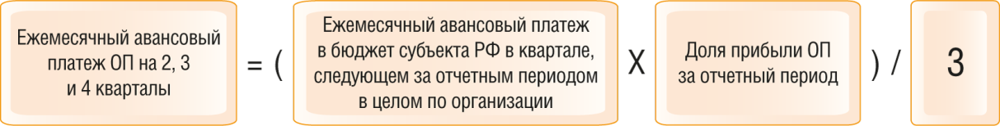 Ежемесячный авансовый
платеж ОП на 2, 3
и 4 кварталы
= (
Ежемесячный авансовый платеж
в бюджет субъекта РФ в квартале,
следующем за отчетным периодом
в целом по организации
X
Доля прибыли ОП
за отчетный период
) /
3